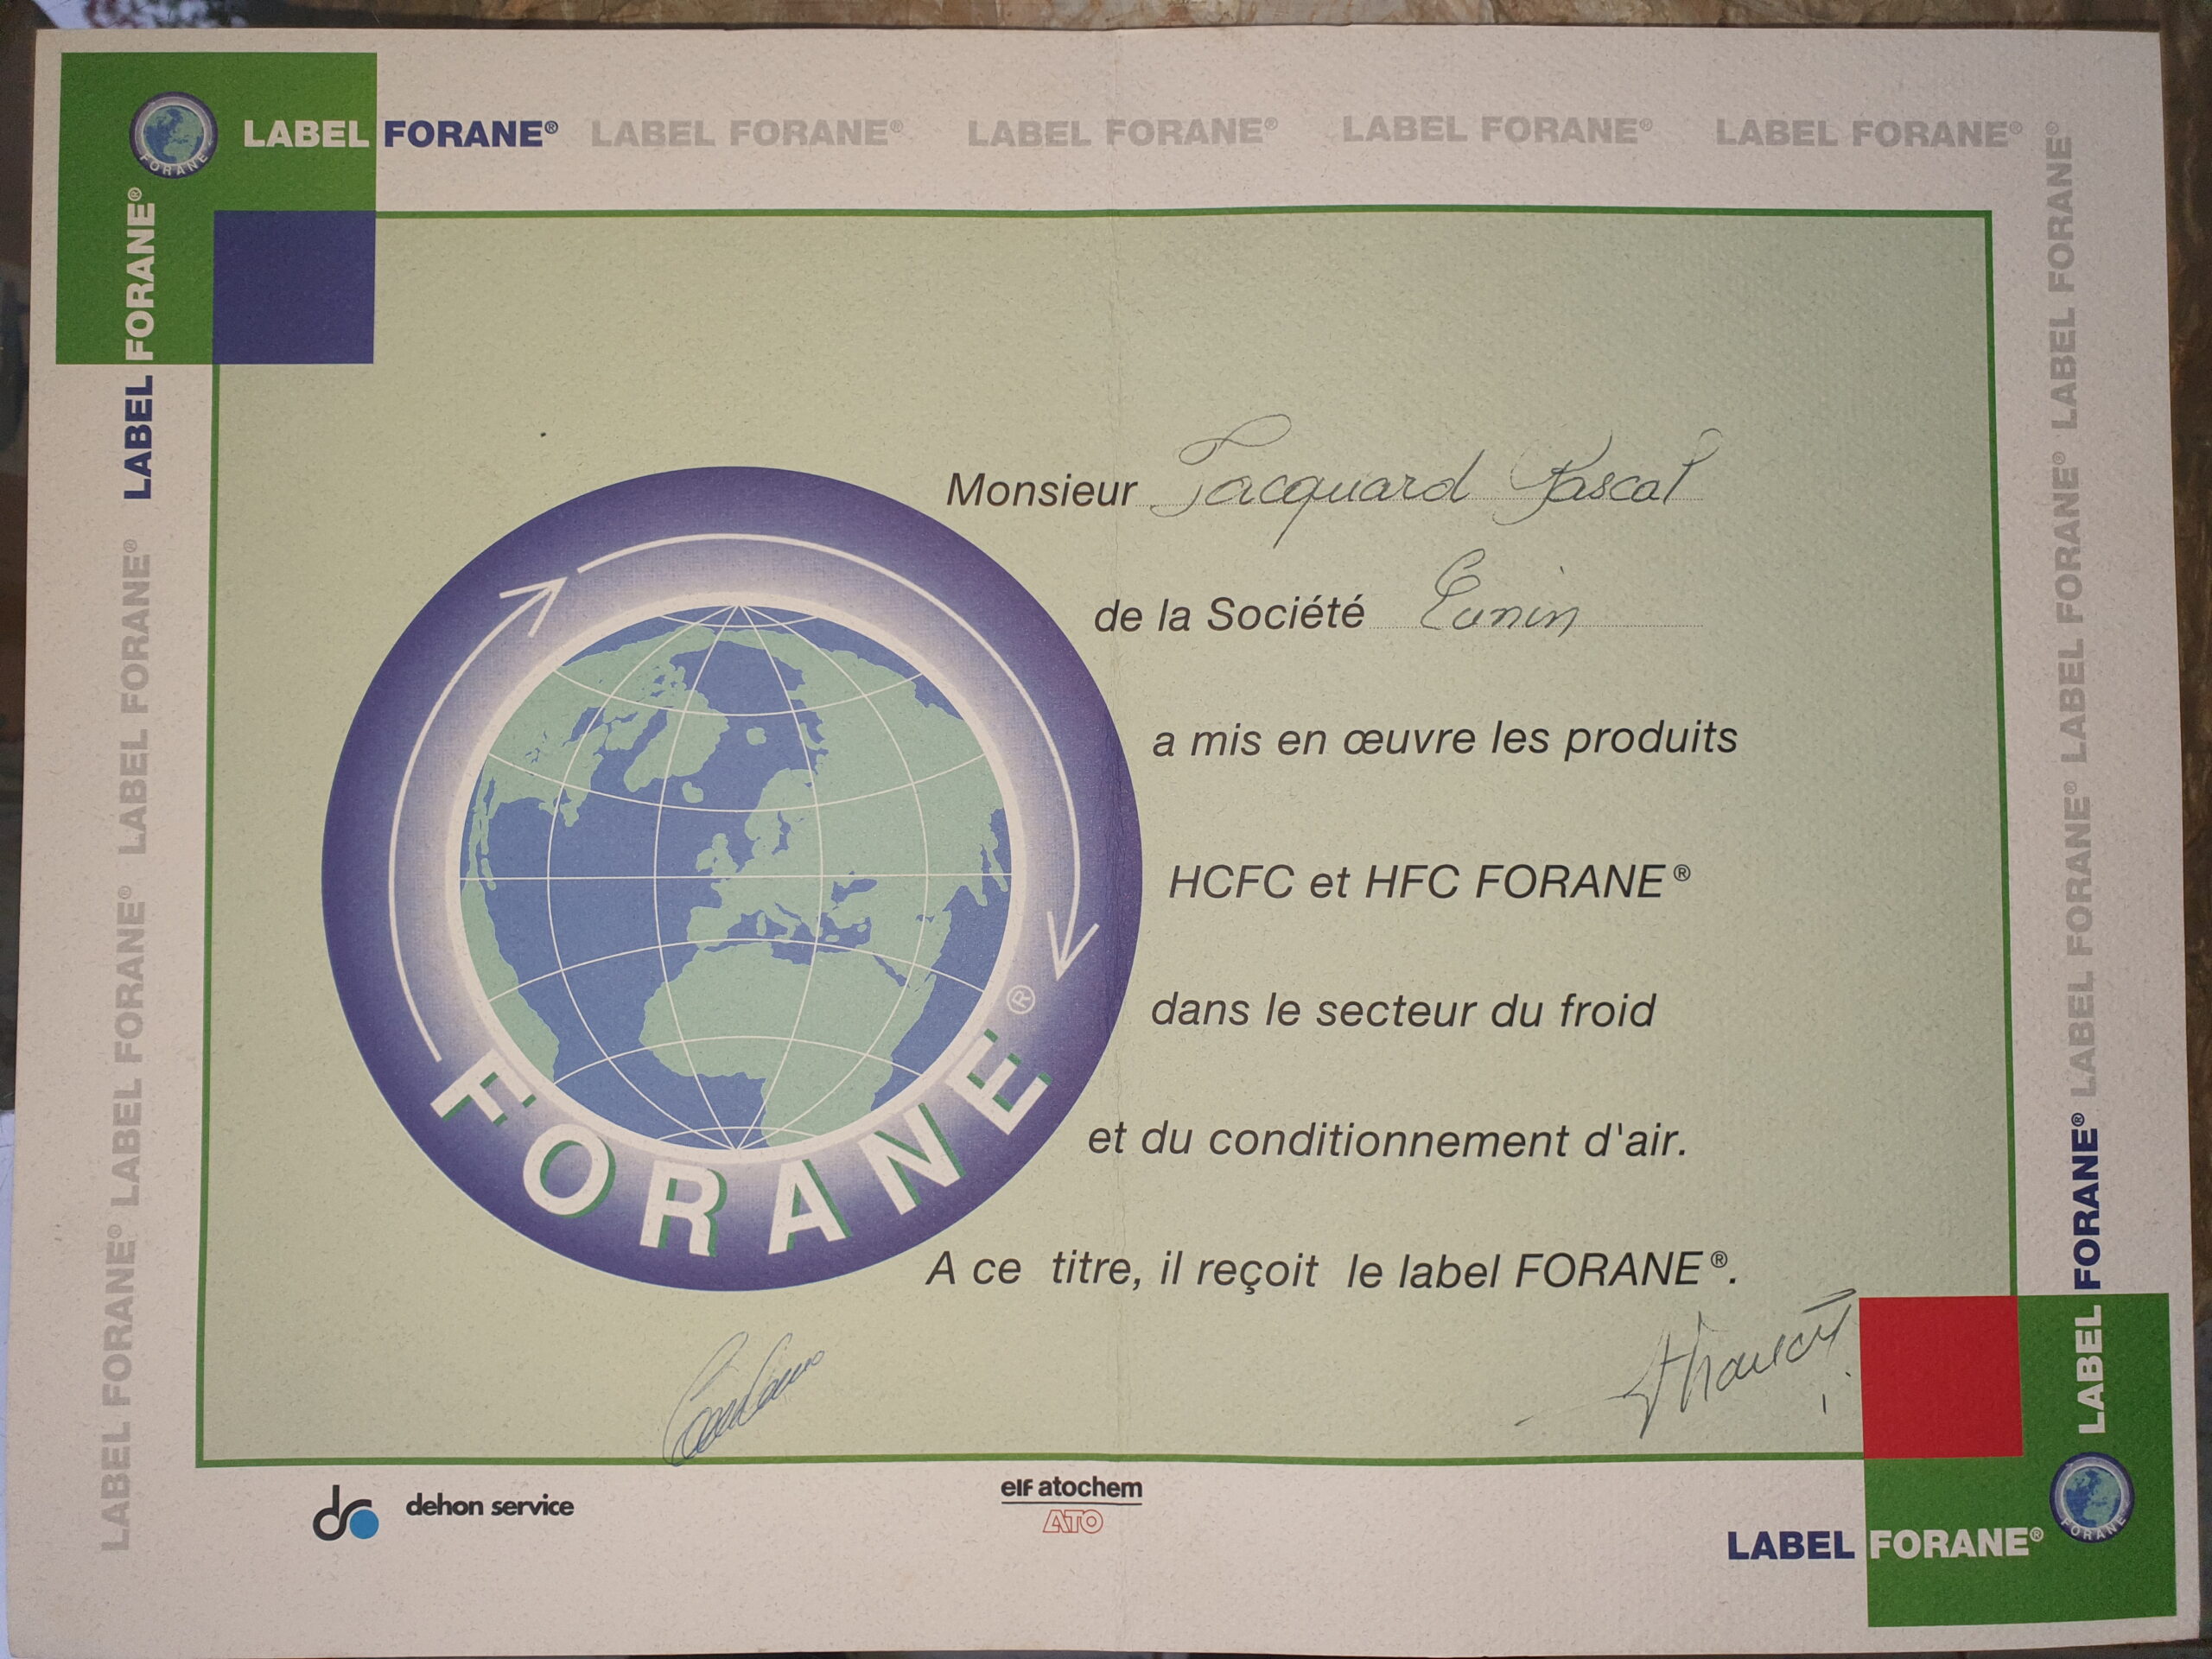 LABEL FORANE® LABEL FORANE® LABEL FORANE® LABEL FORANE® LABEL FORANE®
LABEL FORANE®
LABEL FORANE® LABEL FORANE® LABEL FORANE®
LABEL FORANE® LABEL FORANE® LABEL FORANE®
FORANE
Monsieur Jacquard Pascal
de la Société
a mis en œuvre les produits
HCFC et HFC FORANE®
dans le secteur du froid
et du conditionnement d'air.
A ce titre, il reçoit le label FORANE®.
FORANE®
dehon service
elf atochem
ATO
LABEL FORANE®
LABEL FORANE®
FORANE